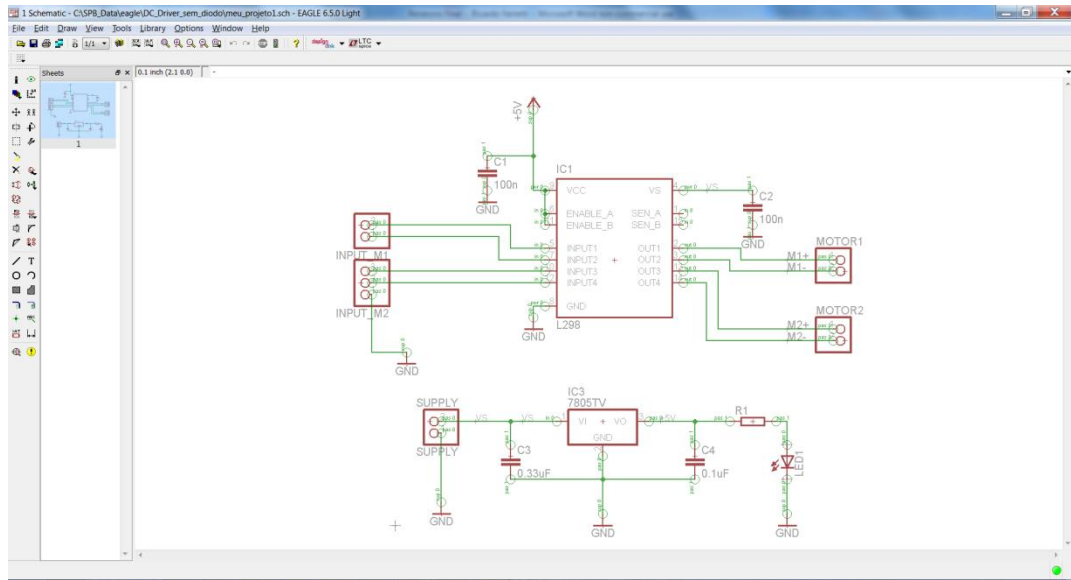 1 Schematic - C:\SPB_Data\eagle\DC_Driver_sem_diodo\meu_projeto1.sch - EAGLE 6.5.0 Light
File Edit Draw View Tools Library Options Window Help
1/1
Sheets
0.1 inch (2.1 0.0)
1
+5V
C1
100n
GND
IC1
VCC
VS
VS
ENABLE_A
SEN_A
ENABLE_B
SEN_B
C2
100n
GND
INPUT_M1
INPUT1
OUT1
INPUT2
OUT2
INPUT3
OUT3
INPUT4
OUT4
MOTOR1
M1+
M1-
GND
L298
GND
INPUT_M2
GND
MOTOR2
M2+
M2-
SUPPLY
SUPPLY
VS
VS
IC3
7805TV
VI
VO
GND
+5V
R1
C3
0.33uF
C4
0.1uF
LED1
GND
GND
GND